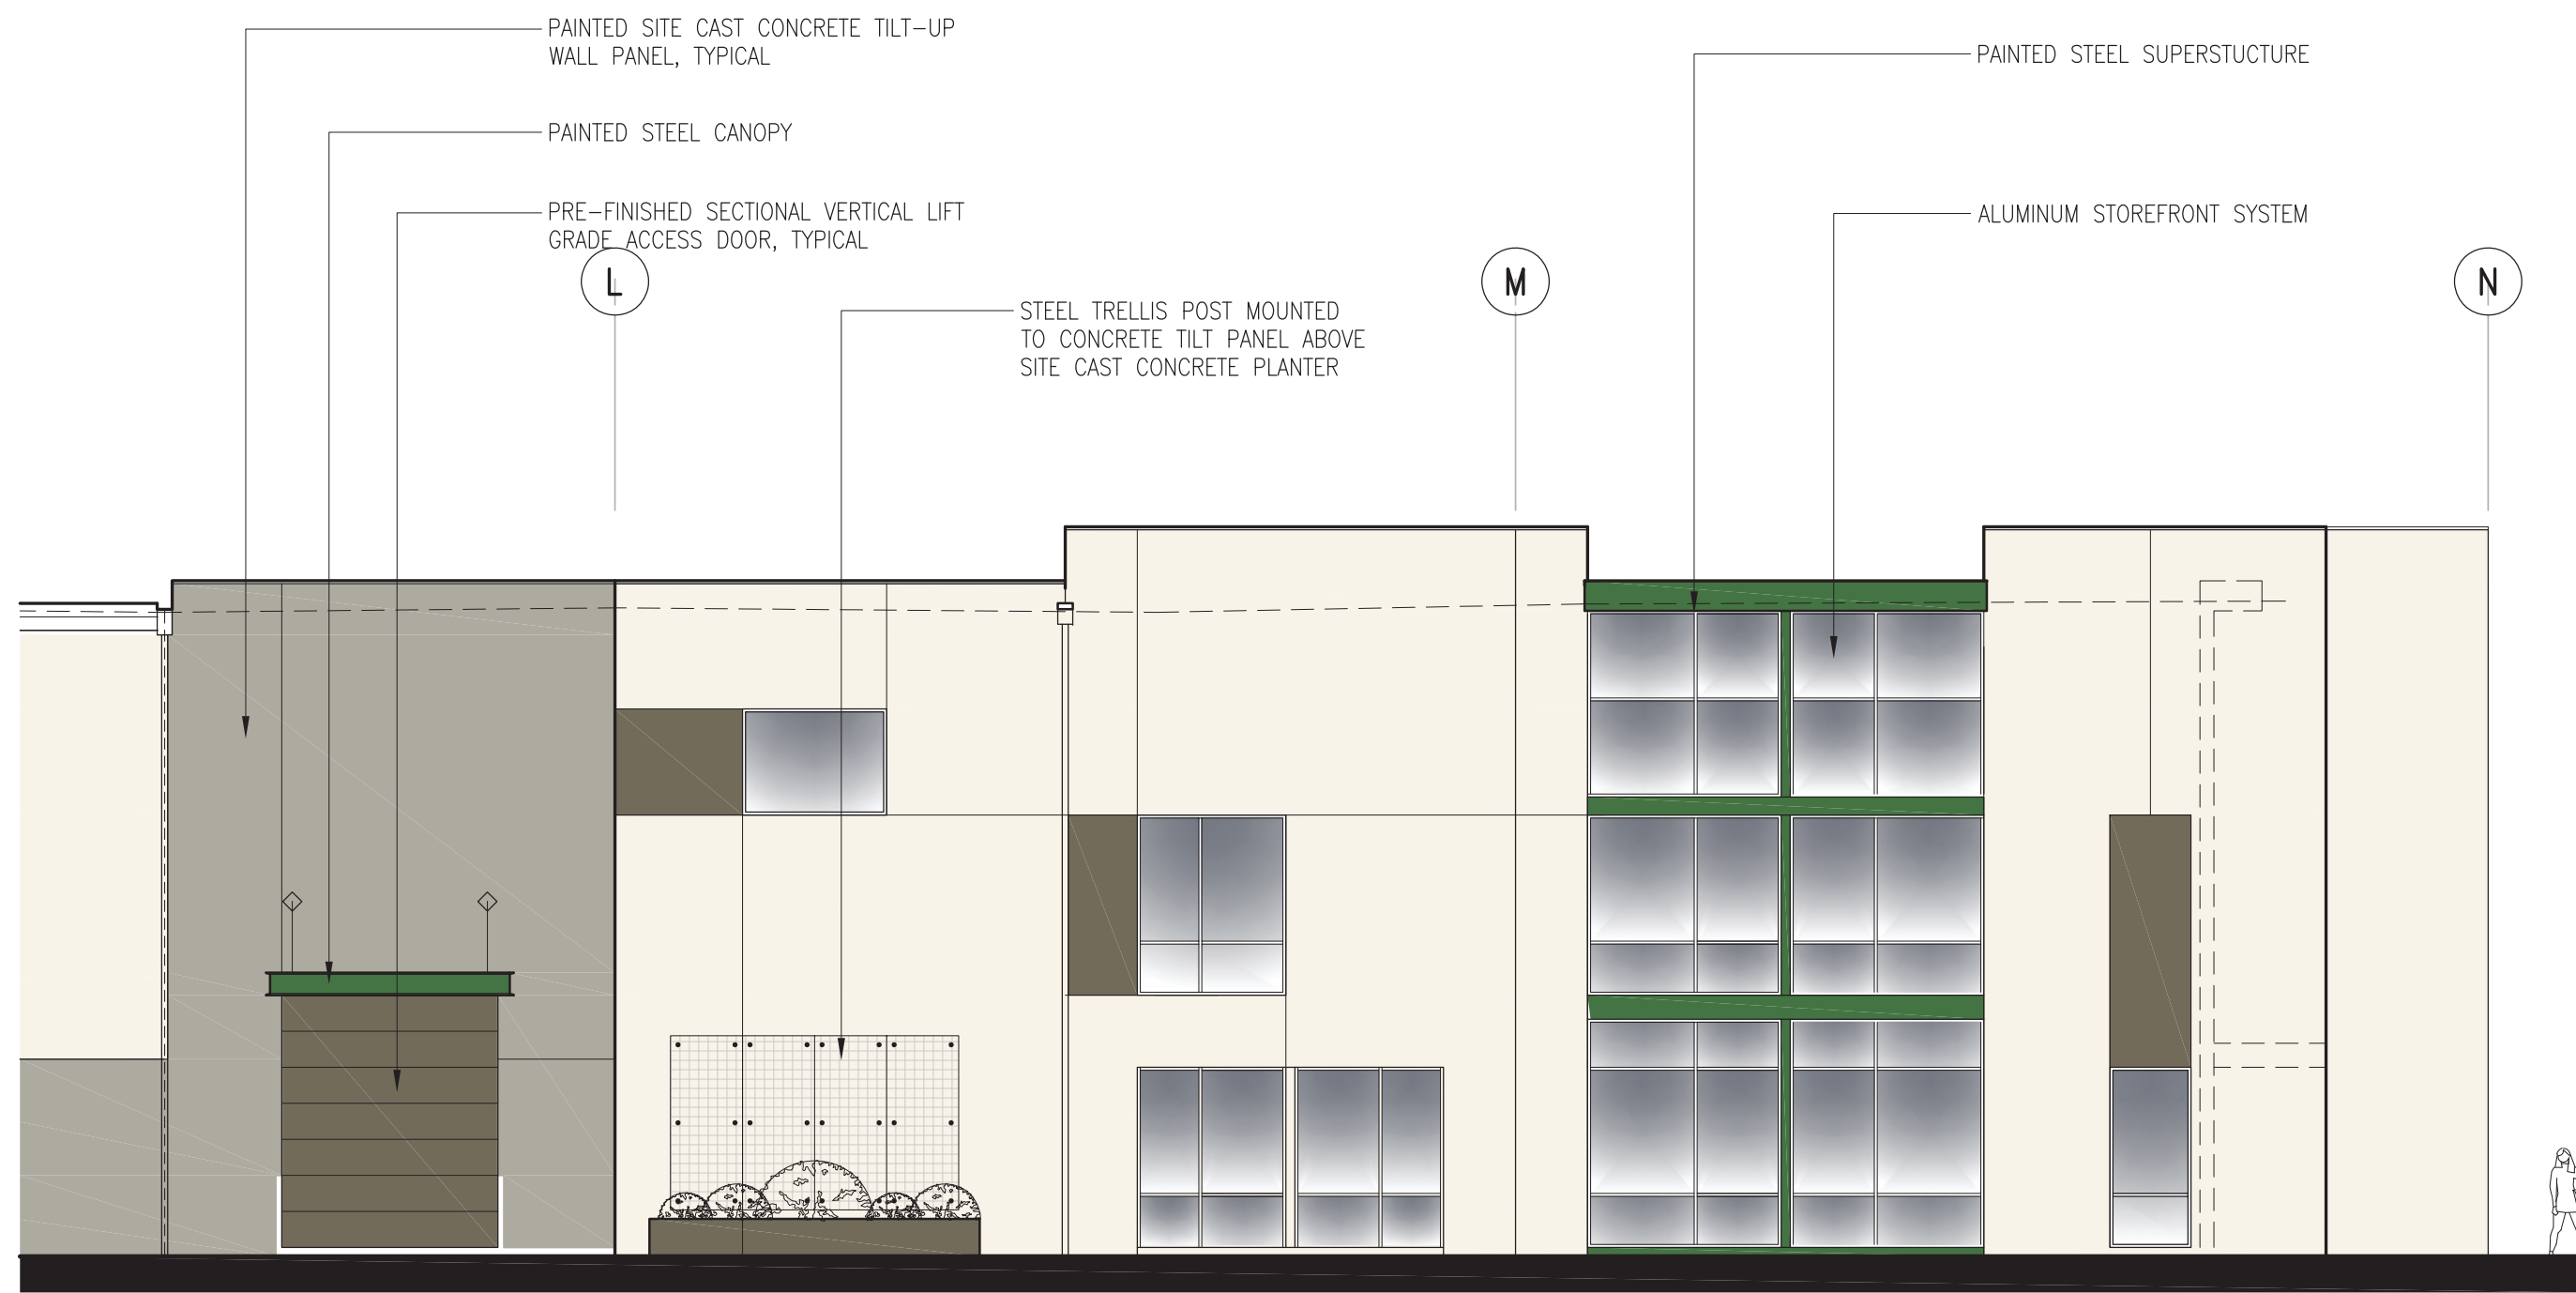 PAINTED SITE CAST CONCRETE TILT-UP
WALL PANEL, TYPICAL
PAINTED STEEL SUPERSTUCTURE
PAINTED STEEL CANOPY
PRE-FINISHED SECTIONAL VERTICAL LIFT
GRADE ACCESS DOOR, TYPICAL
ALUMINUM STOREFRONT SYSTEM
L
M
N
STEEL TRELLIS POST MOUNTED
TO CONCRETE TILT PANEL ABOVE
SITE CAST CONCRETE PLANTER